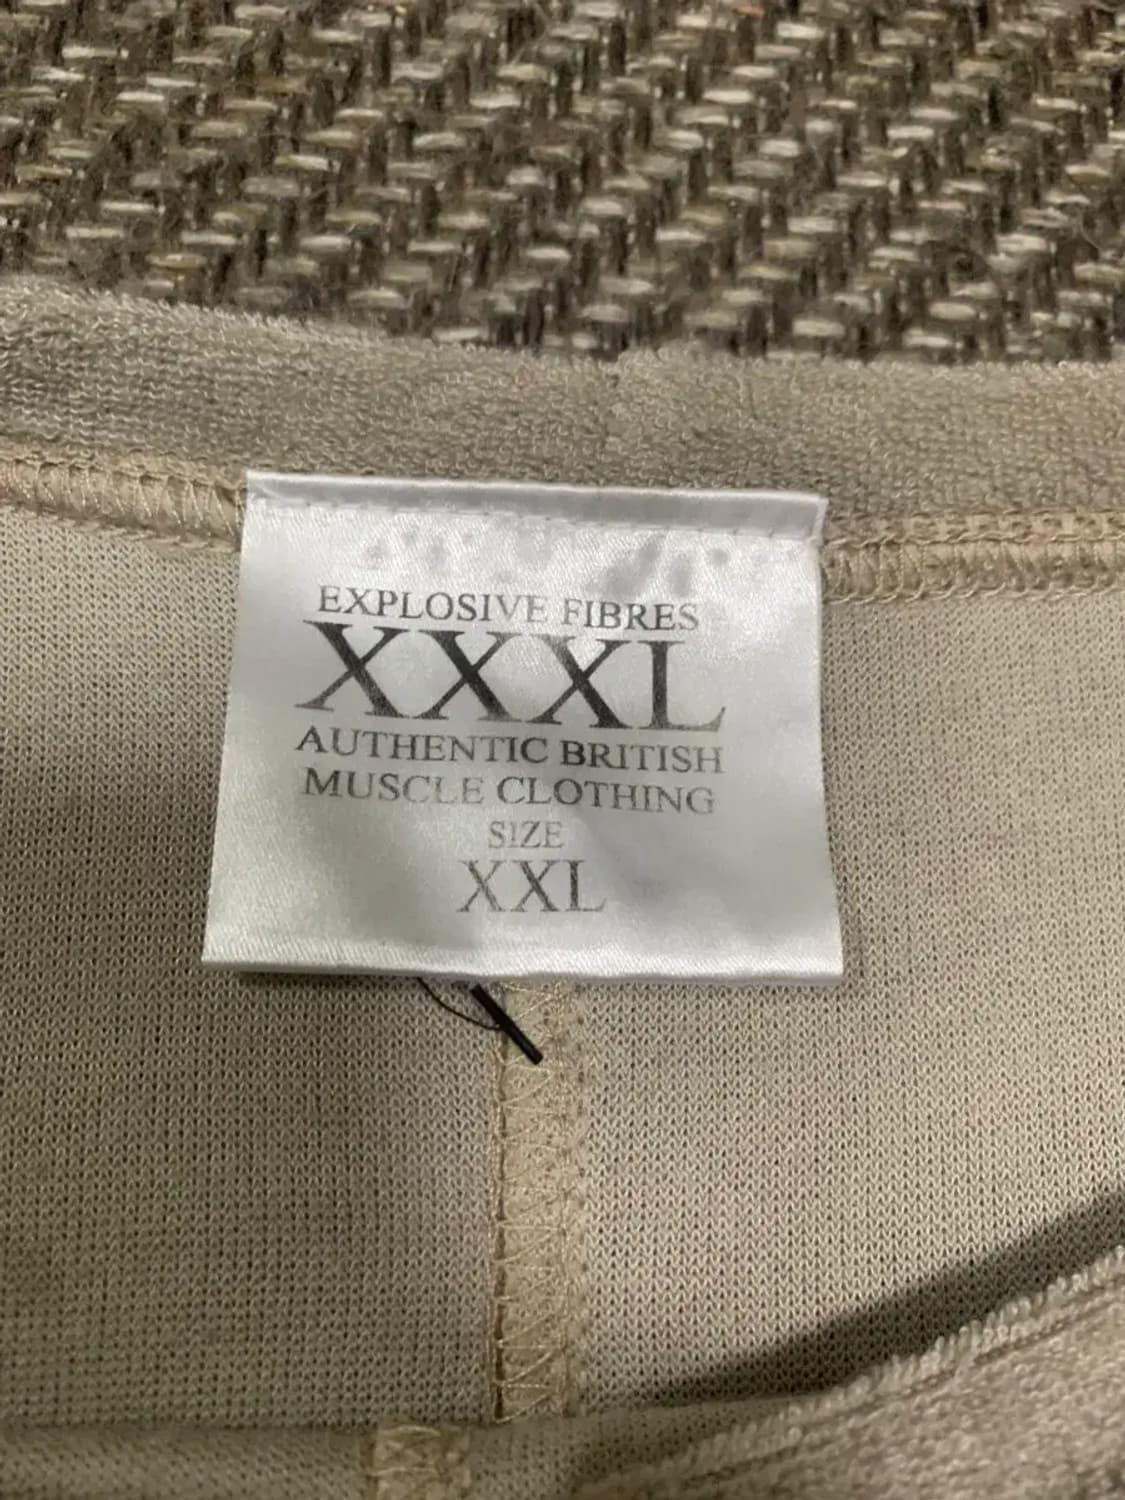 EXPLOSIVE FIBRES
XXXL
AUTHENTIC BRITISH
MUSCLE CLOTHING
SIZE
XXL